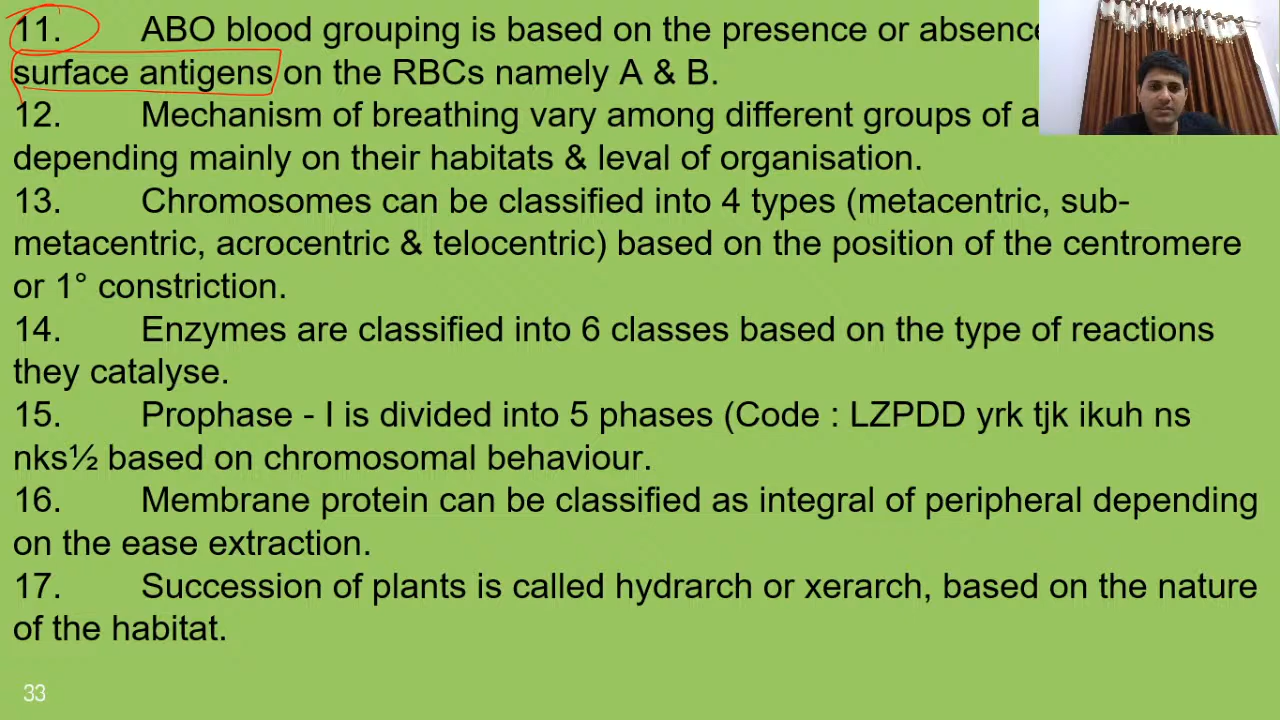 11. ABO blood grouping is based on the presence or absence
surface antigens on the RBCs namely A & B.
12. Mechanism of breathing vary among different groups of
depending mainly on their habitats & leval of organisation.
13. Chromosomes can be classified into 4 types (metacentric, sub-
metacentric, acrocentric & telocentric) based on the position of the centromere
or 1° constriction.
14. Enzymes are classified into 6 classes based on the type of reactions
they catalyse.
15. Prophase - I is divided into 5 phases (Code : LZPDD yrk tjk ikuh ns
nks½ based on chromosomal behaviour.
16. Membrane protein can be classified as integral of peripheral depending
on the ease extraction.
17. Succession of plants is called hydrarch or xerarch, based on the nature
of the habitat.
33